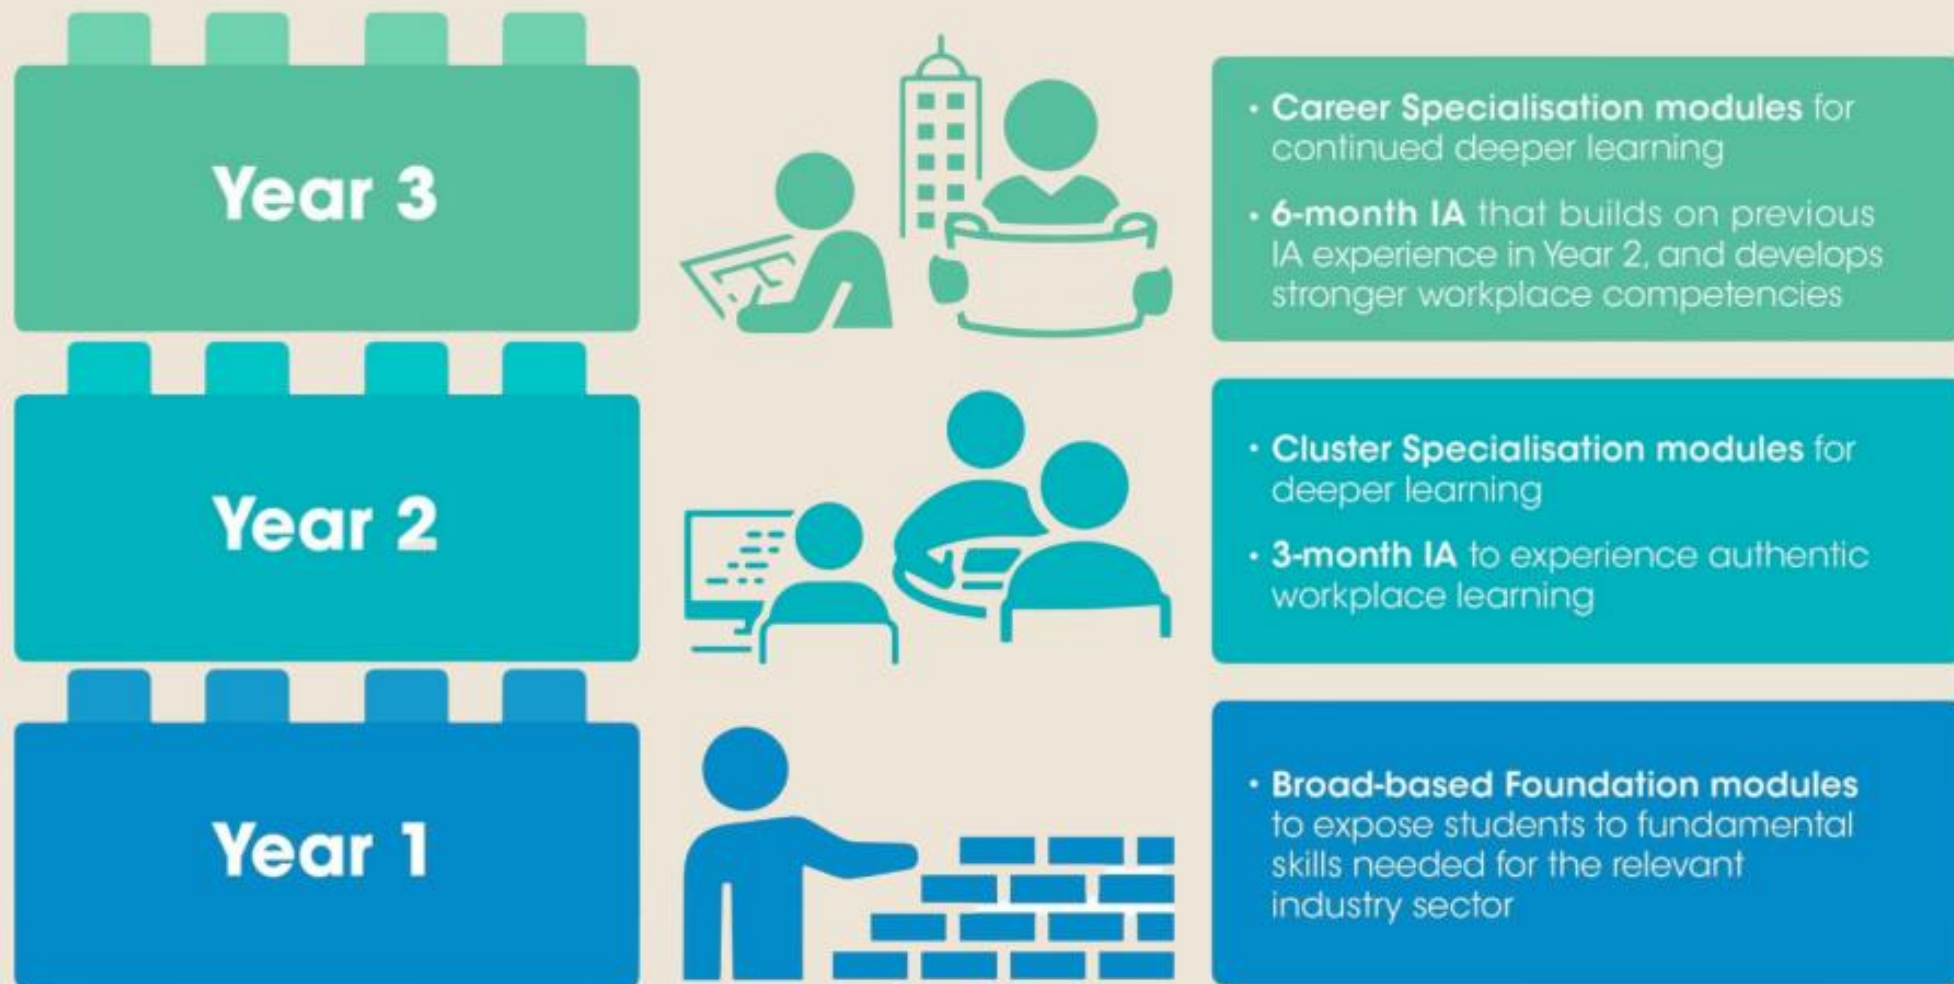 Year 3
• Career Specialisation modules for
continued deeper learning
• 6-month IA that builds on previous
IA experience in Year 2, and develops
stronger workplace competencies
Year 2
• Cluster Specialisation modules for
deeper learning
• 3-month IA to experience authentic
workplace learning
Year 1
• Broad-based Foundation modules
to expose students to fundamental
skills needed for the relevant
industry sector